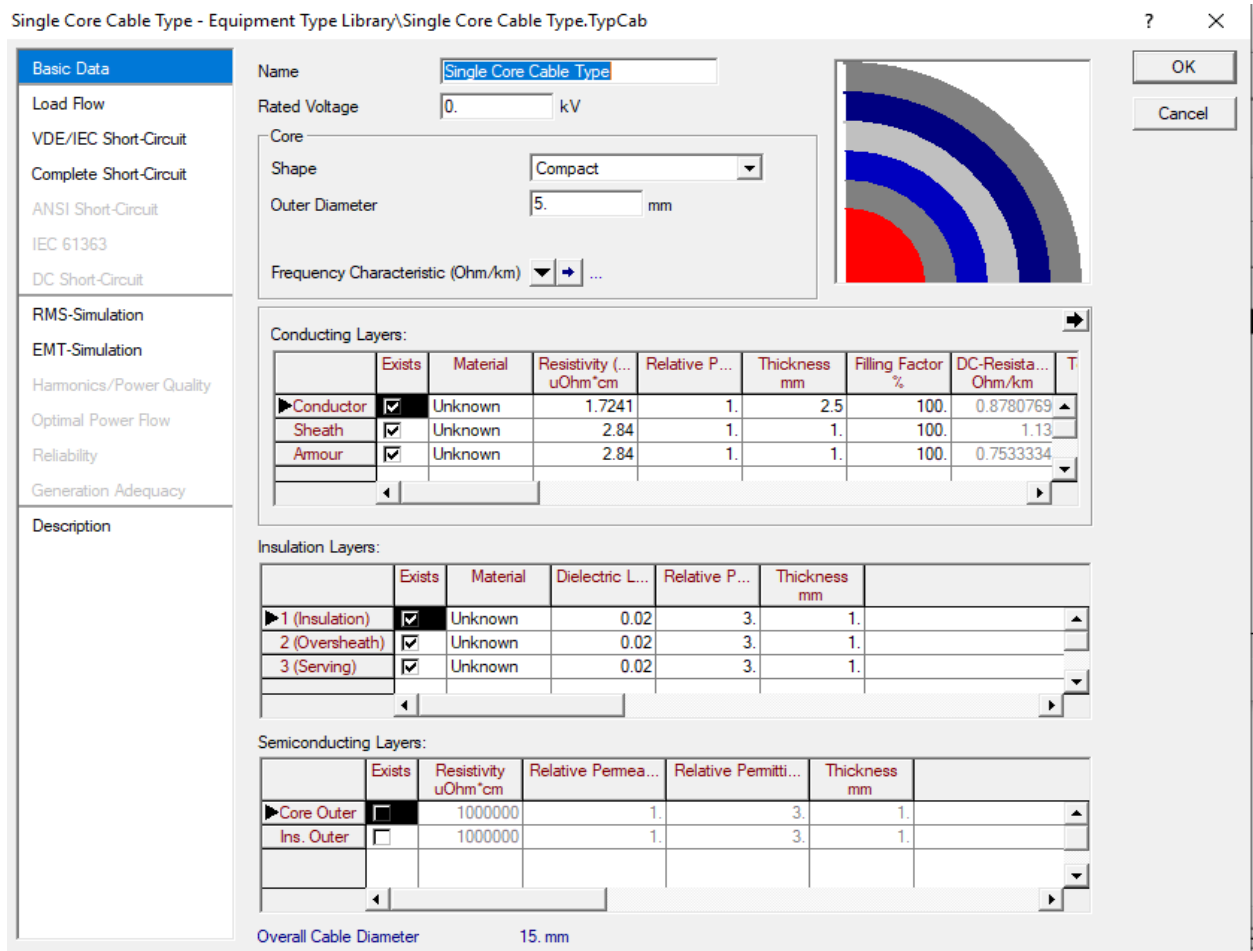 Single Core Cable Type - Equipment Type Library\Single Core Cable Type.TypCab ? ×
Basic Data
Load Flow
VDE/IEC Short-Circuit
Complete Short-Circuit
ANSI Short-Circuit
IEC 61363
DC Short-Circuit
RMS-Simulation
EMT-Simulation
Harmonics/Power Quality
Optimal Power Flow
Reliability
Generation Adequacy
Description
Name Single Core Cable Type
Rated Voltage 0. kV
Core
Shape Compact
Outer Diameter 5. mm
Frequency Characteristic (Ohm/km) ...
OK
Cancel
Conducting Layers:
Exists Material Resistivity (... Relative P... Thickness Filling Factor DC-Resista... T
uOhm*cm mm % Ohm/km
Conductor Unknown 1.7241 1. 2.5 100. 0.8780769
Sheath Unknown 2.84 1. 1. 100. 1.13
Armour Unknown 2.84 1. 1. 100. 0.7533334
Insulation Layers:
Exists Material Dielectric L... Relative P... Thickness
mm
1 (Insulation) Unknown 0.02 3. 1.
2 (Oversheath) Unknown 0.02 3. 1.
3 (Serving) Unknown 0.02 3. 1.
Semiconducting Layers:
Exists Resistivity Relative Permea... Relative Permitti... Thickness
uOhm*cm mm
Core Outer 1000000 1. 3. 1.
Ins. Outer 1000000 1. 3. 1.
Overall Cable Diameter 15. mm